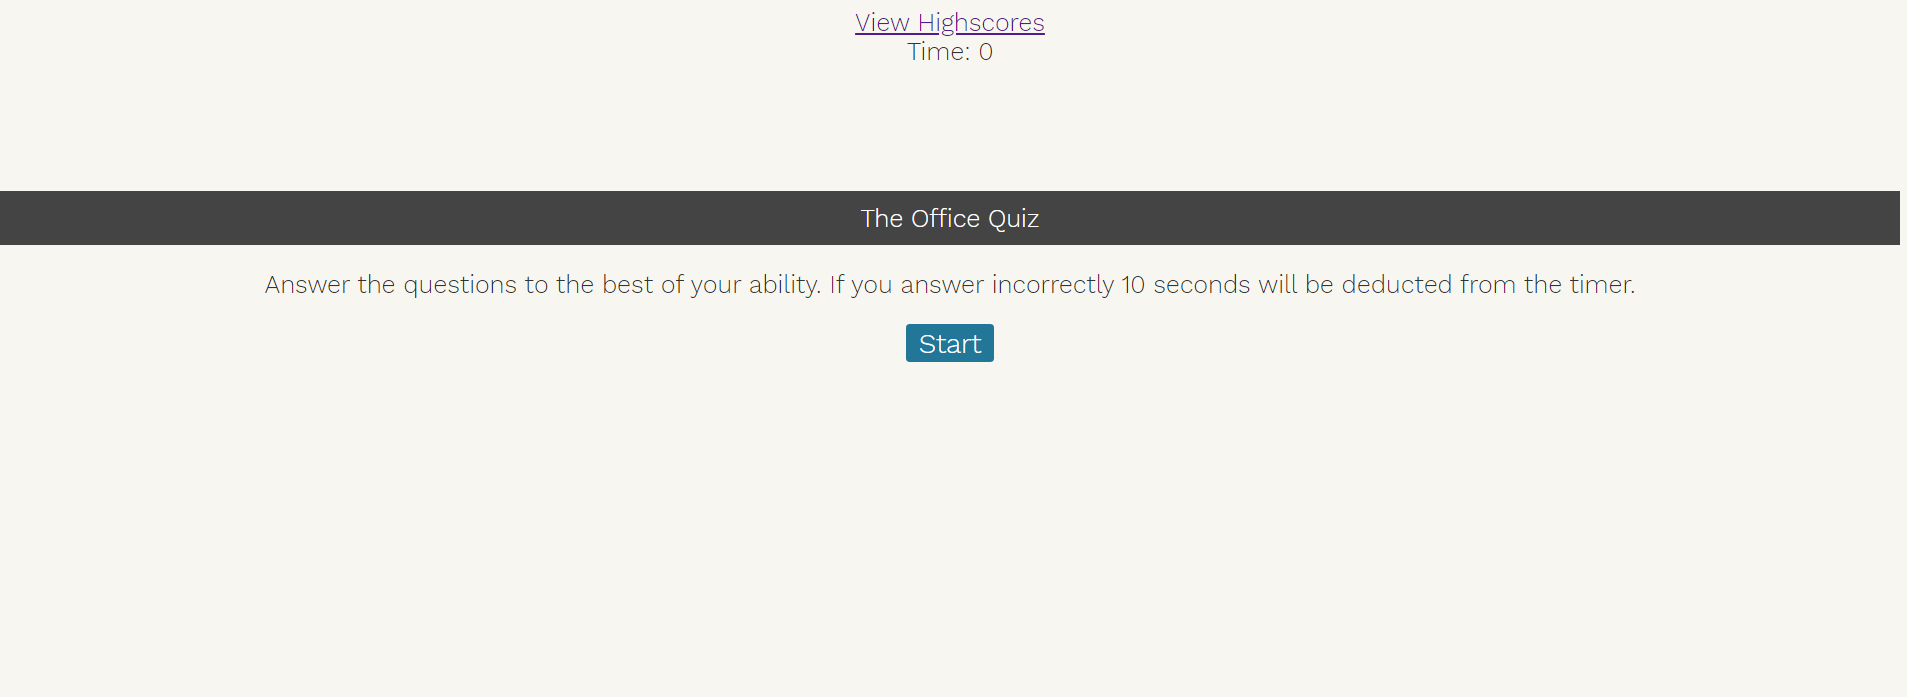 View Highscores
Time: 0
The Office Quiz
Answer the questions to the best of your ability. If you answer incorrectly 10 seconds will be deducted from the timer.
Start